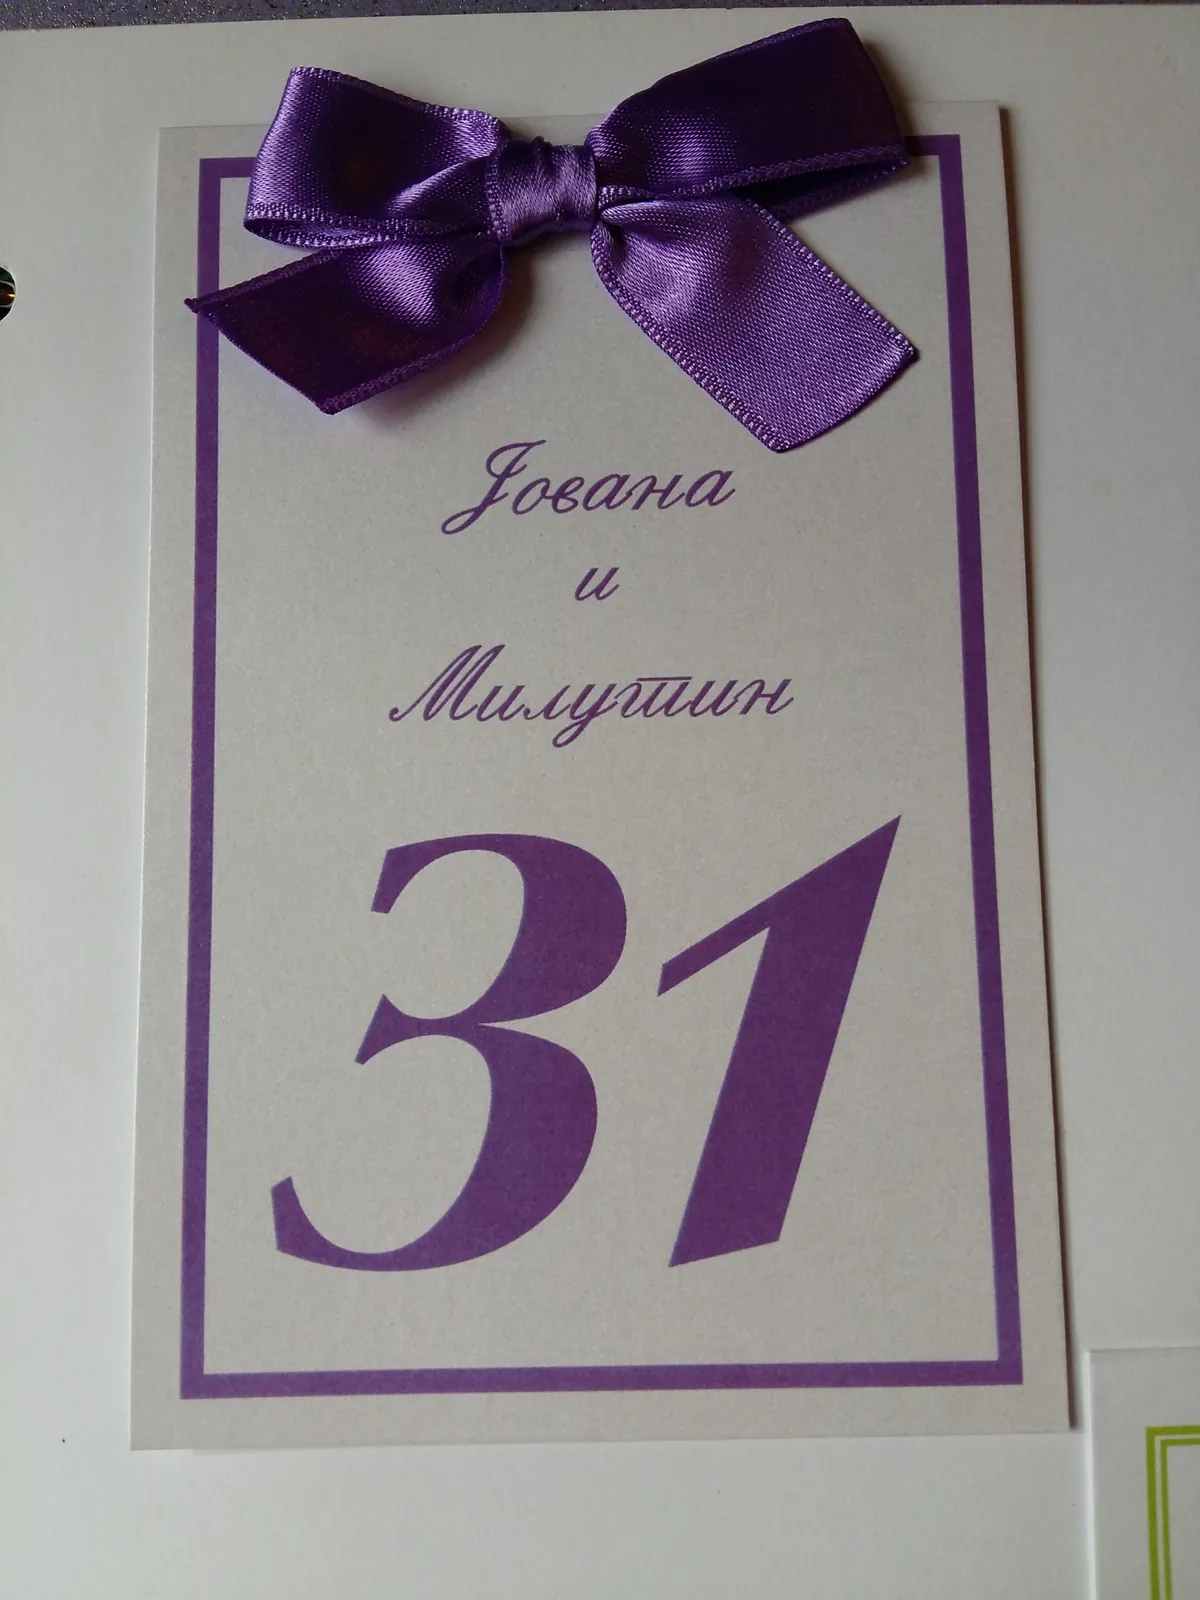 Јована
и
Милутин
31